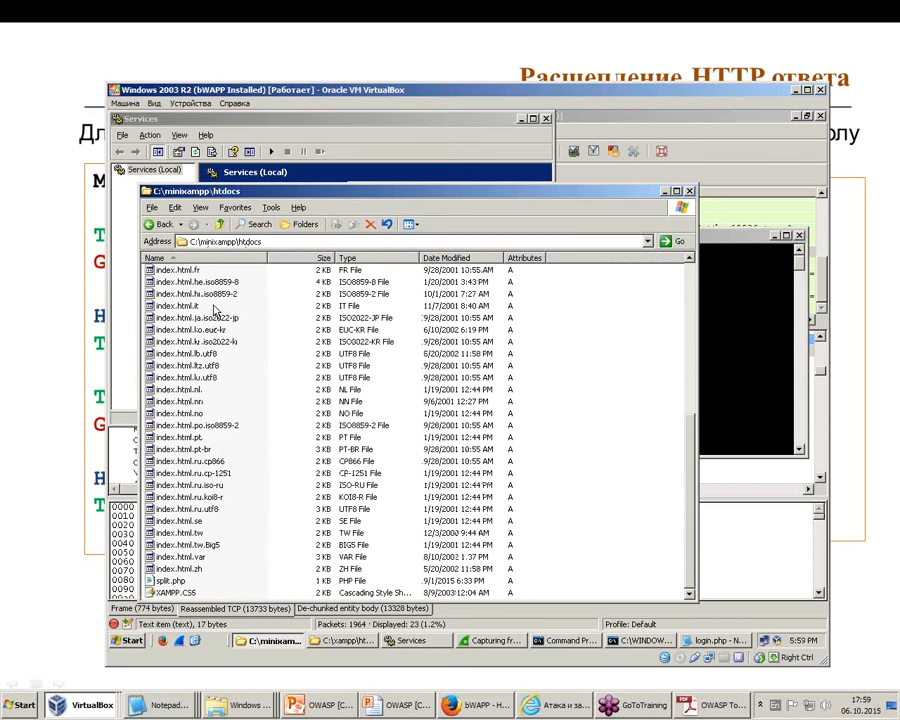 Расщепление HTTP ответа
Windows 2003 R2 (bWAPP Installed) [Работает] - Oracle VM VirtualBox
Машина Вид Устройства Справка
Services
File Action View Help
Services (Local)
Services (Local)
C:\minixampp\htdocs
File Edit View Favorites Tools Help
Back Search Folders
Address C:\minixampp\htdocs Go
Name Size Type Date Modified Attributes
index.html.fr 2 KB FR File 9/28/2001 10:55 AM A
index.html.he.iso8859-8 4 KB ISO8859-8 File 1/20/2001 3:43 PM A
index.html.hr.iso8859-2 2 KB ISO8859-2 File 10/1/2001 7:27 AM A
index.html.it 2 KB IT File 11/7/2001 8:40 AM A
index.html.ja.iso2022-jp 2 KB ISO2022-JP File 9/28/2001 10:55 AM A
index.html.ko.euc-kr 2 KB EUC-KR File 6/10/2002 6:19 PM A
index.html.kr.iso2022-kr 2 KB ISO2022-KR File 9/28/2001 10:55 AM A
index.html.lb.utf8 2 KB UTF8 File 5/20/2002 11:58 PM A
index.html.ltz.utf8 2 KB UTF8 File 9/28/2001 10:55 AM A
index.html.lu.utf8 2 KB UTF8 File 9/28/2001 10:55 AM A
index.html.nl 2 KB NL File 1/19/2001 12:44 PM A
index.html.nn 2 KB NN File 9/6/2001 12:27 PM A
index.html.no 2 KB NO File 1/19/2001 12:44 PM A
index.html.po.iso8859-2 2 KB ISO8859-2 File 9/28/2001 10:55 AM A
index.html.pt 2 KB PT File 1/19/2001 12:44 PM A
index.html.pt-br 3 KB PT-BR File 9/28/2001 10:55 AM A
index.html.ru.cp866 2 KB CP866 File 9/28/2001 10:55 AM A
index.html.ru.cp-1251 2 KB CP-1251 File 1/19/2001 12:44 PM A
index.html.ru.iso-ru 2 KB ISO-RU File 1/19/2001 12:44 PM A
index.html.ru.koi8-r 2 KB KOI8-R File 1/19/2001 12:44 PM A
index.html.ru.utf8 3 KB UTF8 File 9/28/2001 10:55 AM A
index.html.se 2 KB SE File 1/19/2001 12:44 PM A
index.html.tw 2 KB TW File 12/3/2000 9:44 AM A
index.html.tw.Big5 2 KB BIG5 File 1/19/2001 12:44 PM A
index.html.var 3 KB VAR File 8/10/2002 1:37 PM A
index.html.zh 2 KB ZH File 5/20/2002 11:58 PM A
split.php 1 KB PHP File 9/1/2015 6:33 PM A
XAMPP.CSS 2 KB Cascading Style Sh... 8/9/2003 12:04 AM A
0000
0010
0020
0030
0040
0050
0060
0070
0080
0090
Frame (774 bytes) Reassembled TCP (13733 bytes) De-chunked entity body (13328 bytes)
Text item (text), 17 bytes Packets: 1964 · Displayed: 23 (1.2%) Profile: Default
Start C:\minixam... C:\xampp\ht... Services Capturing fr... Command Pr... C:\WINDOW... login.php - N... 5:59 PM
Right Ctrl
Start VirtualBox Notepad... Windows ... OWASP [C... OWASP [C... bWAPP - H... Атака и за... GoToTraining OWASP To... En 17:59
06.10.2015